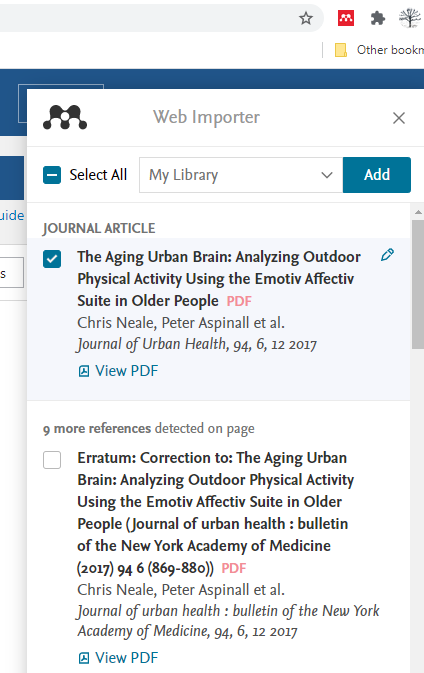 Other bookm
Web Importer
Select All
My Library
Add
uide
s
JOURNAL ARTICLE
The Aging Urban Brain: Analyzing Outdoor
Physical Activity Using the Emotiv Affectiv
Suite in Older People PDF
Chris Neale, Peter Aspinall et al.
Journal of Urban Health, 94, 6, 12 2017
View PDF
9 more references detected on page
Erratum: Correction to: The Aging Urban
Brain: Analyzing Outdoor Physical Activity
Using the Emotiv Affectiv Suite in Older
People (Journal of urban health : bulletin
of the New York Academy of Medicine
(2017) 94 6 (869-880)) PDF
Chris Neale, Peter Aspinall et al.
Journal of urban health : bulletin of the New York
Academy of Medicine, 94, 6, 12 2017
View PDF